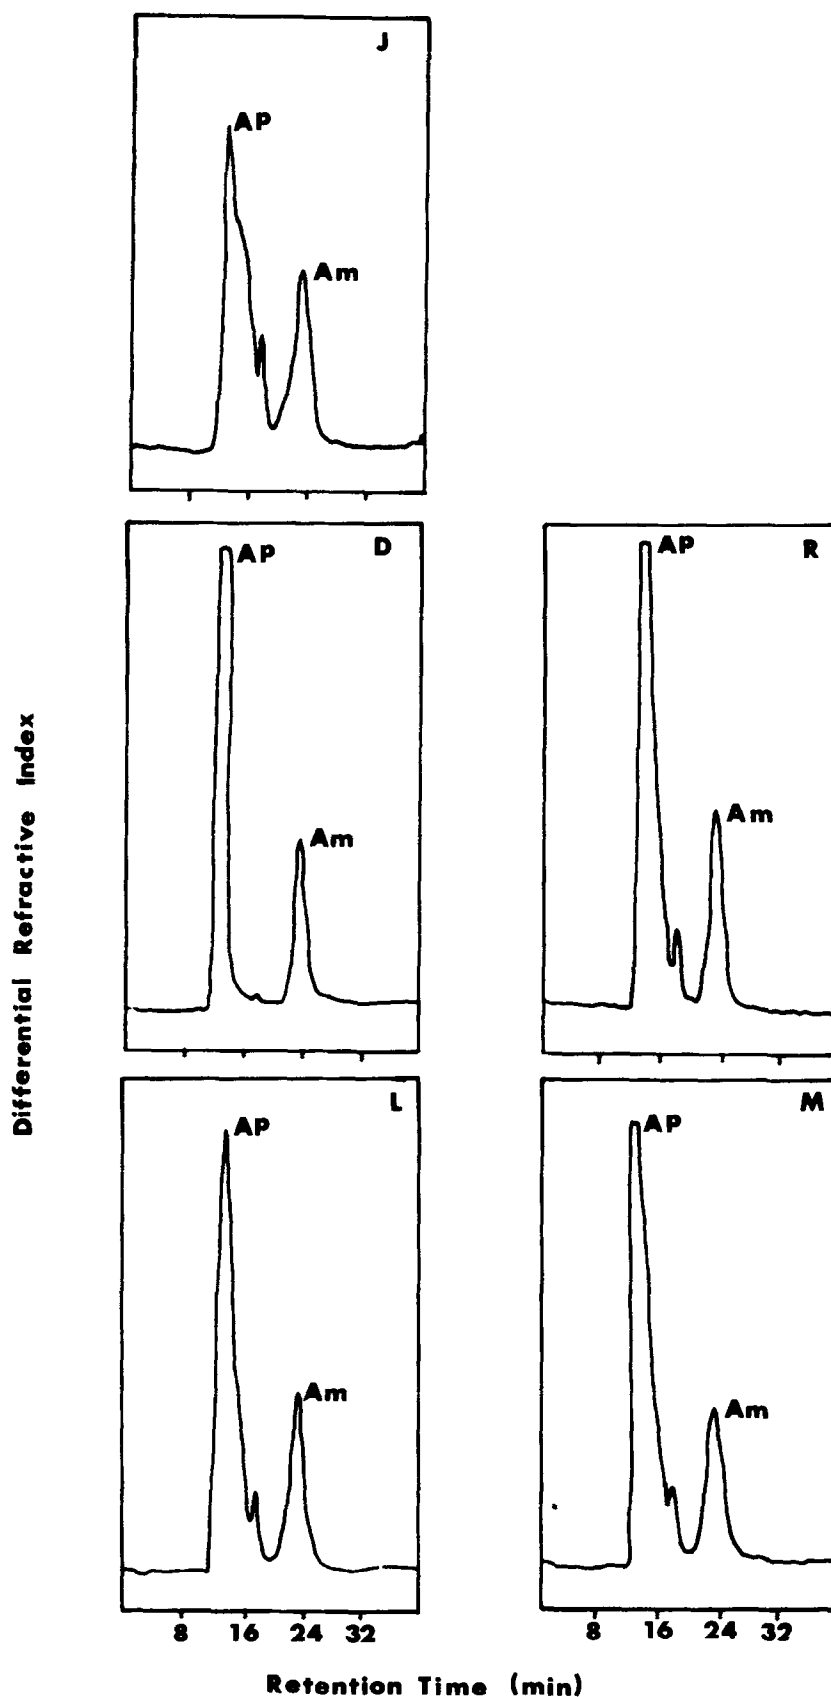 J
AP
Am
AP
D
Am
AP
R
Am
AP
L
Am
AP
M
Am
8 16 24 32
8 16 24 32
Differential Refractive Index
Retention Time (min)